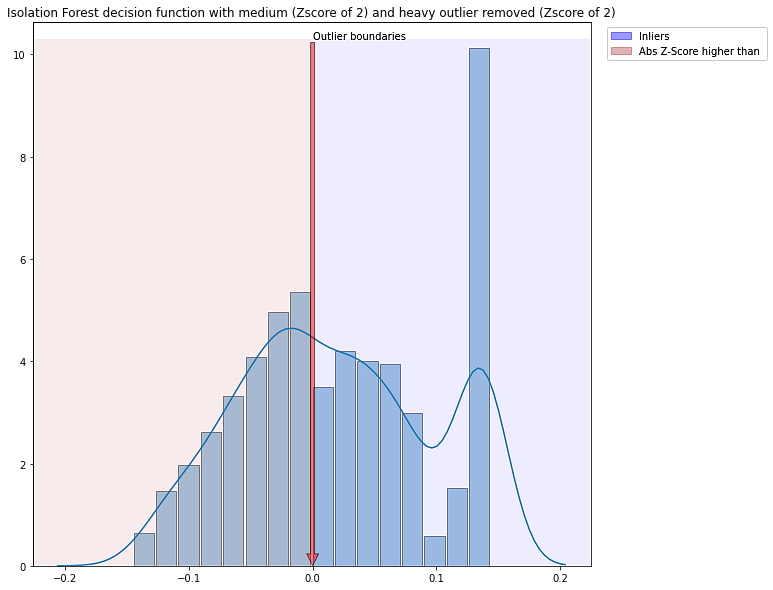 Isolation Forest decision function with medium (Zscore of 2) and heavy outlier removed (Zscore of 2)
Outlier boundaries
Inliers
Abs Z-Score higher than
10
8
6
4
2
0
−0.2 −0.1 0.0 0.1 0.2